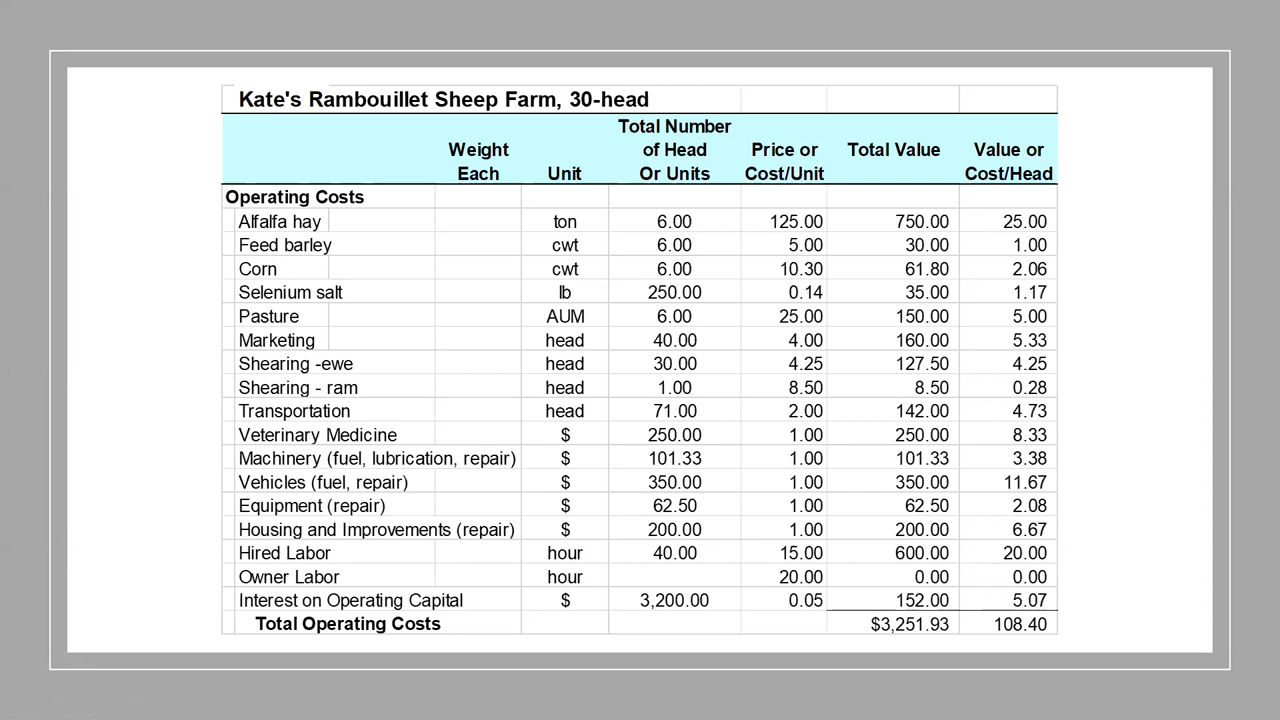 Kate's Rambouillet Sheep Farm, 30-head
Weight Each Unit Total Number of Head Or Units Price or Cost/Unit Total Value Value or Cost/Head
Operating Costs
Alfalfa hay ton 6.00 125.00 750.00 25.00
Feed barley cwt 6.00 5.00 30.00 1.00
Corn cwt 6.00 10.30 61.80 2.06
Selenium salt lb 250.00 0.14 35.00 1.17
Pasture AUM 6.00 25.00 150.00 5.00
Marketing head 40.00 4.00 160.00 5.33
Shearing -ewe head 30.00 4.25 127.50 4.25
Shearing - ram head 1.00 8.50 8.50 0.28
Transportation head 71.00 2.00 142.00 4.73
Veterinary Medicine $ 250.00 1.00 250.00 8.33
Machinery (fuel, lubrication, repair) $ 101.33 1.00 101.33 3.38
Vehicles (fuel, repair) $ 350.00 1.00 350.00 11.67
Equipment (repair) $ 62.50 1.00 62.50 2.08
Housing and Improvements (repair) $ 200.00 1.00 200.00 6.67
Hired Labor hour 40.00 15.00 600.00 20.00
Owner Labor hour 20.00 0.00 0.00
Interest on Operating Capital $ 3,200.00 0.05 152.00 5.07
Total Operating Costs $3,251.93 108.40